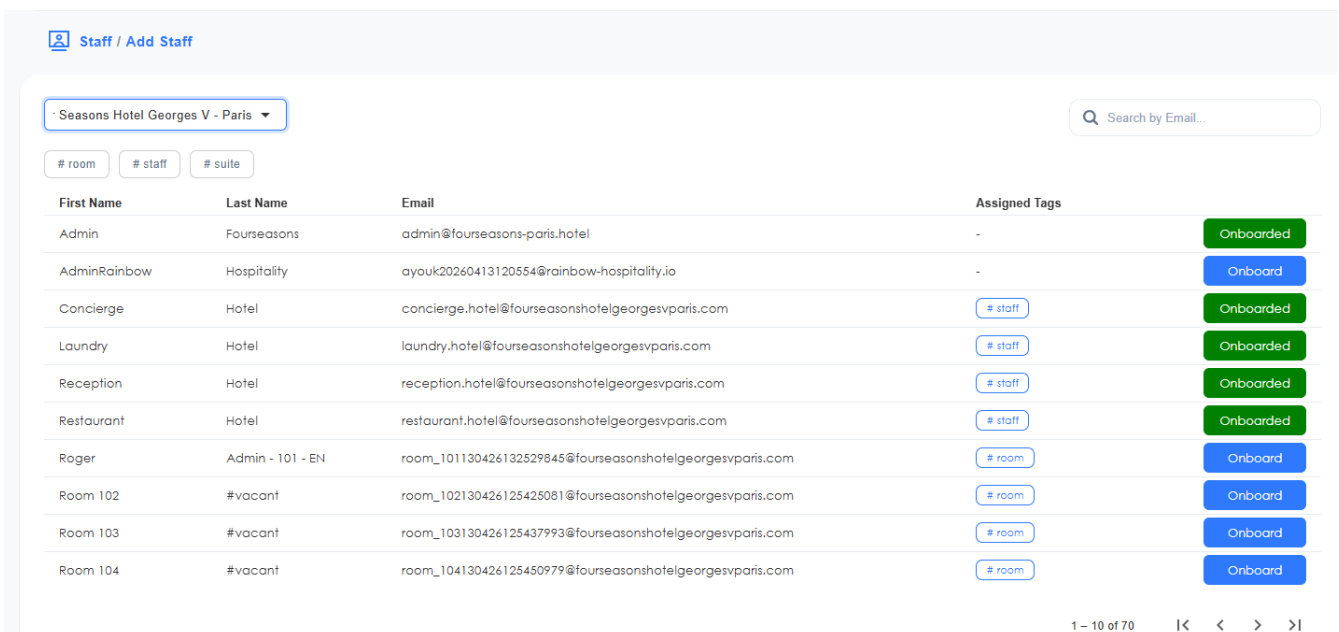 Staff / Add Staff
Seasons Hotel Georges V - Paris
Search by Email...
# room # staff # suite
First Name Last Name Email Assigned Tags
Admin Fourseasons admin@fourseasons-paris.hotel - Onboarded
AdminRainbow Hospitality ayouk20260413120554@rainbow-hospitality.io - Onboard
Concierge Hotel concierge.hotel@fourseasonshotelgeorgesvparis.com # staff Onboarded
Laundry Hotel laundry.hotel@fourseasonshotelgeorgesvparis.com # staff Onboarded
Reception Hotel reception.hotel@fourseasonshotelgeorgesvparis.com # staff Onboarded
Restaurant Hotel restaurant.hotel@fourseasonshotelgeorgesvparis.com # staff Onboarded
Roger Admin - 101 - EN room_101130426132529845@fourseasonshotelgeorgesvparis.com # room Onboard
Room 102 #vacant room_102130426125425081@fourseasonshotelgeorgesvparis.com # room Onboard
Room 103 #vacant room_103130426125437993@fourseasonshotelgeorgesvparis.com # room Onboard
Room 104 #vacant room_104130426125450979@fourseasonshotelgeorgesvparis.com # room Onboard
1 – 10 of 70